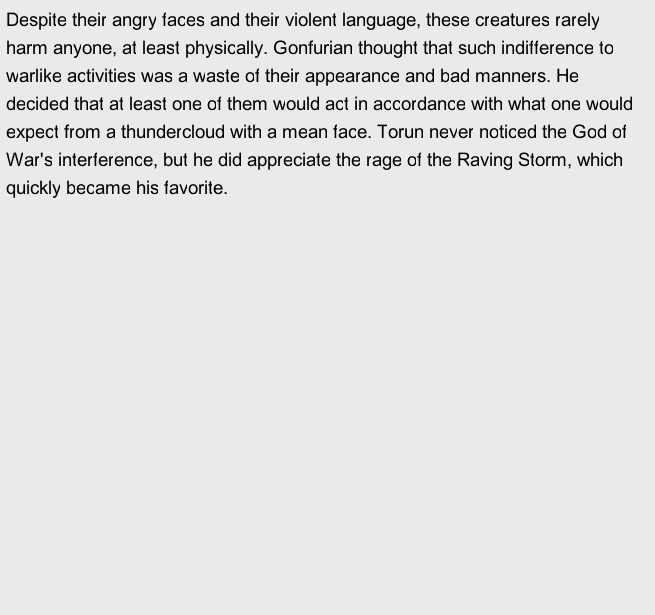 Despite their angry faces and their violent language, these creatures rarely
harm anyone, at least physically. Gonfurian thought that such indifference to
warlike activities was a waste of their appearance and bad manners. He
decided that at least one of them would act in accordance with what one would
expect from a thundercloud with a mean face. Torun never noticed the God of
War's interference, but he did appreciate the rage of the Raving Storm, which
quickly became his favorite.